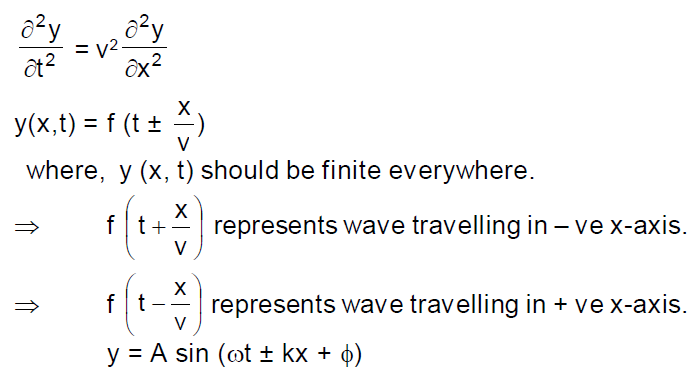 ∂²y/∂t² = v² ∂²y/∂x²
y(x,t) = f (t ± x/v)
where, y (x, t) should be finite everywhere.
⇒ f (t + x/v) represents wave travelling in – ve x-axis.
⇒ f (t − x/v) represents wave travelling in + ve x-axis.
y = A sin (ωt ± kx + ϕ)